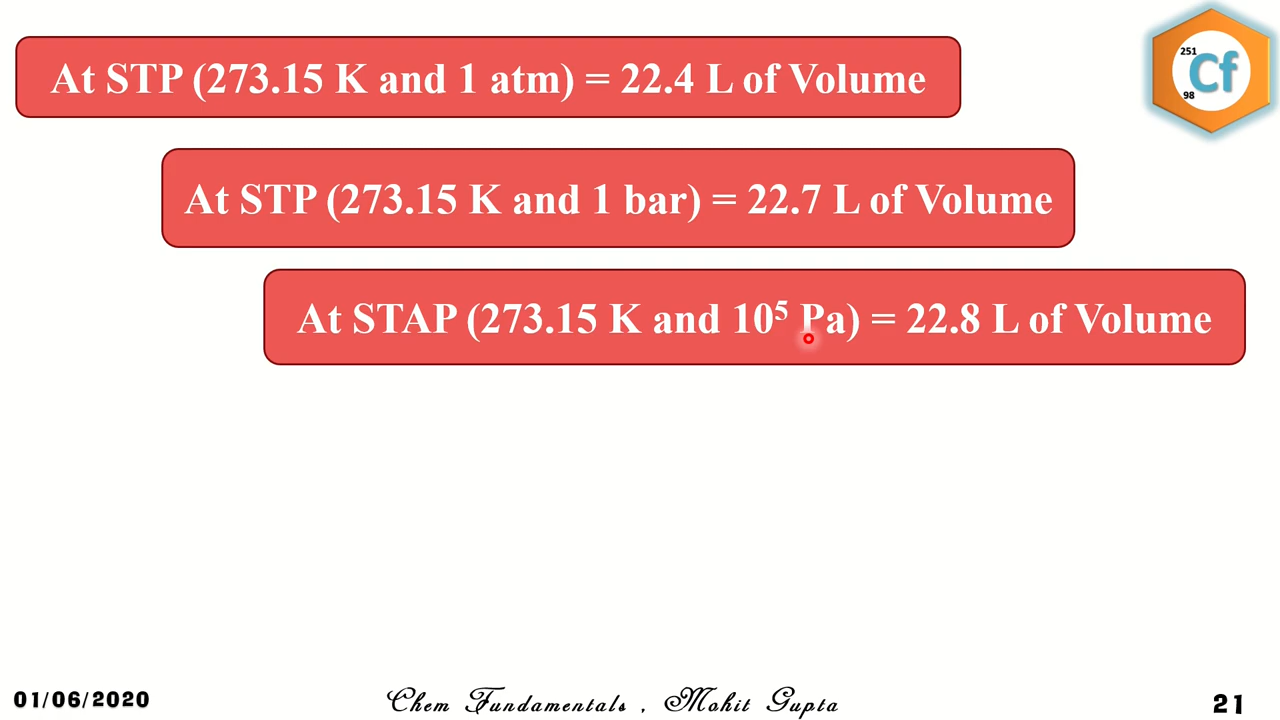 At STP (273.15 K and 1 atm) = 22.4 L of Volume
251
Cf
98
At STP (273.15 K and 1 bar) = 22.7 L of Volume
At STAP (273.15 K and 10⁵ Pa) = 22.8 L of Volume
01/06/2020
Chem Fundamentals , Mohit Gupta
21